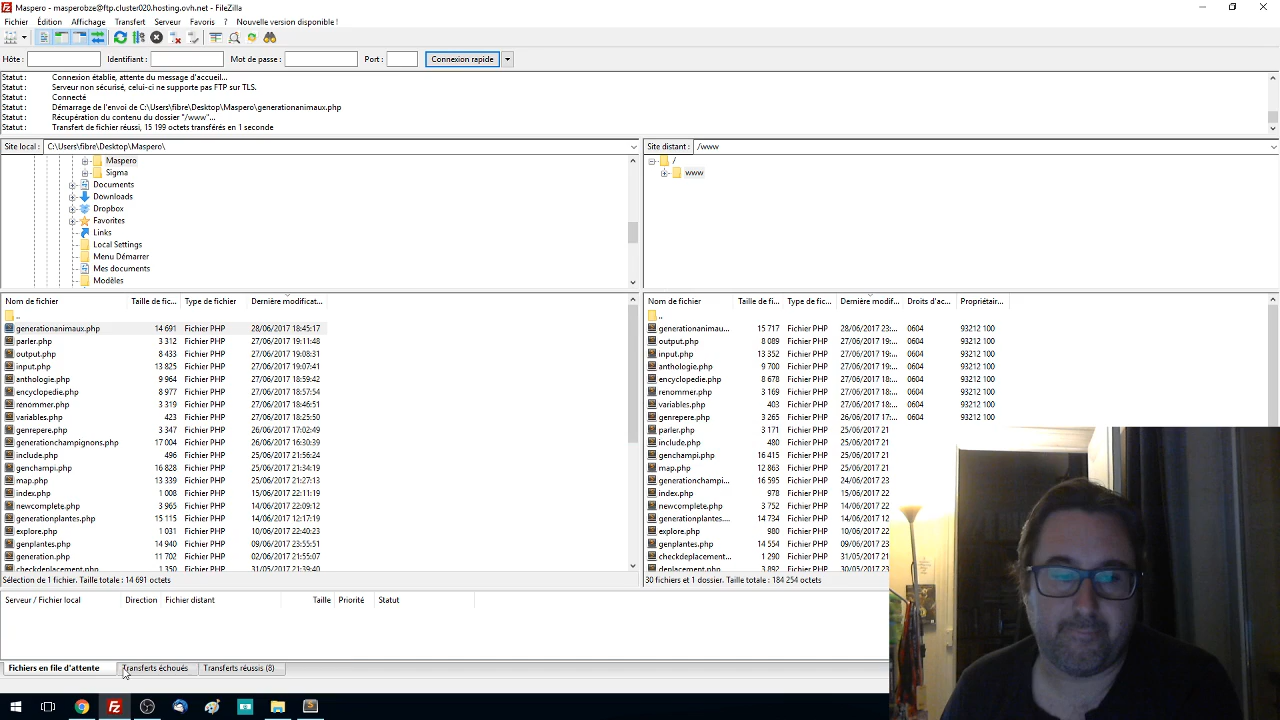 Maspero - masperobze@ftp.cluster020.hosting.ovh.net - FileZilla
Fichier Édition Affichage Transfert Serveur Favoris ? Nouvelle version disponible !
Hôte : Identifiant : Mot de passe : Port : Connexion rapide
Statut : Connexion établie, attente du message d'accueil...
Statut : Serveur non sécurisé, celui-ci ne supporte pas FTP sur TLS.
Statut : Connecté
Statut : Démarrage de l'envoi de C:\Users\fibre\Desktop\Maspero\generationanimaux.php
Statut : Récupération du contenu du dossier "/www"...
Statut : Transfert de fichier réussi, 15 199 octets transférés en 1 seconde
Site local : C:\Users\fibre\Desktop\Maspero\
Maspero
Sigma
Documents
Downloads
Dropbox
Favorites
Links
Local Settings
Menu Démarrer
Mes documents
Modèles
Site distant : /www
/
www
Nom de fichier Taille de fic... Type de fichier Dernière modificat...
..
generationanimaux.php 14 691 Fichier PHP 28/06/2017 18:45:17
parler.php 3 312 Fichier PHP 27/06/2017 19:11:48
output.php 8 433 Fichier PHP 27/06/2017 19:08:31
input.php 13 825 Fichier PHP 27/06/2017 19:07:41
anthologie.php 9 964 Fichier PHP 27/06/2017 18:59:42
encyclopedie.php 8 977 Fichier PHP 27/06/2017 18:57:54
renommer.php 3 319 Fichier PHP 27/06/2017 18:46:51
variables.php 423 Fichier PHP 27/06/2017 18:25:50
genrepere.php 3 347 Fichier PHP 26/06/2017 17:02:49
generationchampignons.php 17 004 Fichier PHP 26/06/2017 16:30:39
include.php 496 Fichier PHP 25/06/2017 21:56:24
genchampi.php 16 828 Fichier PHP 25/06/2017 21:34:19
map.php 13 339 Fichier PHP 25/06/2017 21:27:13
index.php 1 008 Fichier PHP 15/06/2017 22:11:19
newcomplete.php 3 965 Fichier PHP 14/06/2017 22:09:12
generationplantes.php 15 115 Fichier PHP 14/06/2017 12:17:19
explore.php 1 031 Fichier PHP 10/06/2017 22:40:23
genplantes.php 14 940 Fichier PHP 09/06/2017 23:55:51
generation.php 11 702 Fichier PHP 02/06/2017 21:55:07
checkdeplacement.php 1 350 Fichier PHP 31/05/2017 21:39:40
Sélection de 1 fichier. Taille totale : 14 691 octets
Nom de fichier Taille de fi... Type de fic... Dernière modif... Droits d'ac... Propriétair...
..
generationanimau... 15 717 Fichier PHP 28/06/2017 23:... 0604 93212 100
output.php 8 089 Fichier PHP 27/06/2017 19:... 0604 93212 100
input.php 13 352 Fichier PHP 27/06/2017 19:... 0604 93212 100
anthologie.php 9 700 Fichier PHP 27/06/2017 19:... 0604 93212 100
encyclopedie.php 8 678 Fichier PHP 27/06/2017 18:... 0604 93212 100
renommer.php 3 169 Fichier PHP 27/06/2017 18:... 0604 93212 100
variables.php 403 Fichier PHP 27/06/2017 18:... 0604 93212 100
genrepere.php 3 265 Fichier PHP 26/06/2017 17:... 0604 93212 100
parler.php 3 171 Fichier PHP 25/06/2017 21
include.php 480 Fichier PHP 25/06/2017 21
genchampi.php 16 415 Fichier PHP 25/06/2017 21
map.php 12 863 Fichier PHP 25/06/2017 21
generationchampi... 16 595 Fichier PHP 24/06/2017 23
index.php 978 Fichier PHP 15/06/2017 22
newcomplete.php 3 752 Fichier PHP 14/06/2017 22
generationplantes.... 14 734 Fichier PHP 14/06/2017 12
explore.php 980 Fichier PHP 10/06/2017 22
genplantes.php 14 554 Fichier PHP 09/06/2017 23
checkdeplacement... 1 290 Fichier PHP 31/05/2017 21
deplacement.php 3 789 Fichier PHP 30/05/2017 21
30 fichiers et 1 dossier. Taille totale : 184 254 octets
Serveur / Fichier local Direction Fichier distant Taille Priorité Statut
Fichiers en file d'attente Transferts échoués Transferts réussis (8)